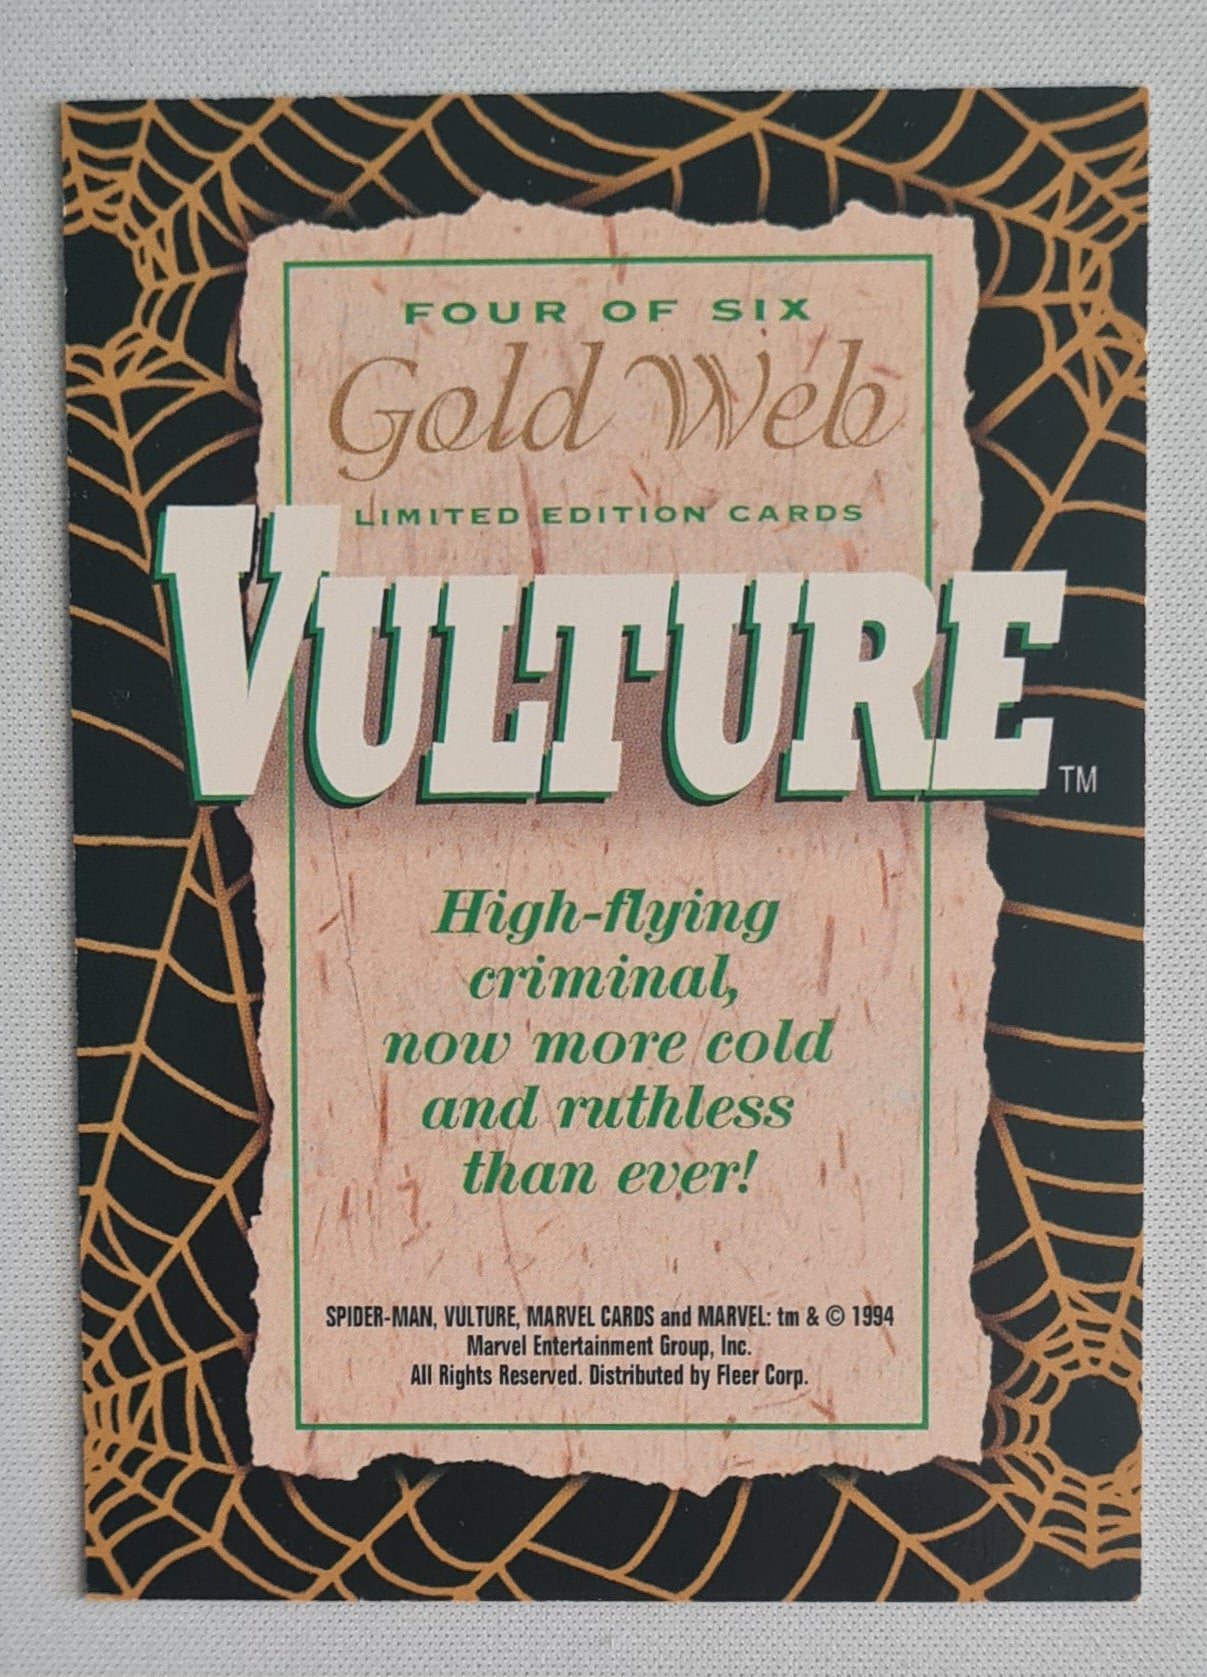 FOUR OF SIX
Gold Web
LIMITED EDITION CARDS
VULTURE™
High-flying
criminal,
now more cold
and ruthless
than ever!
SPIDER-MAN, VULTURE, MARVEL CARDS and MARVEL: tm & © 1994
Marvel Entertainment Group, Inc.
All Rights Reserved. Distributed by Fleer Corp.